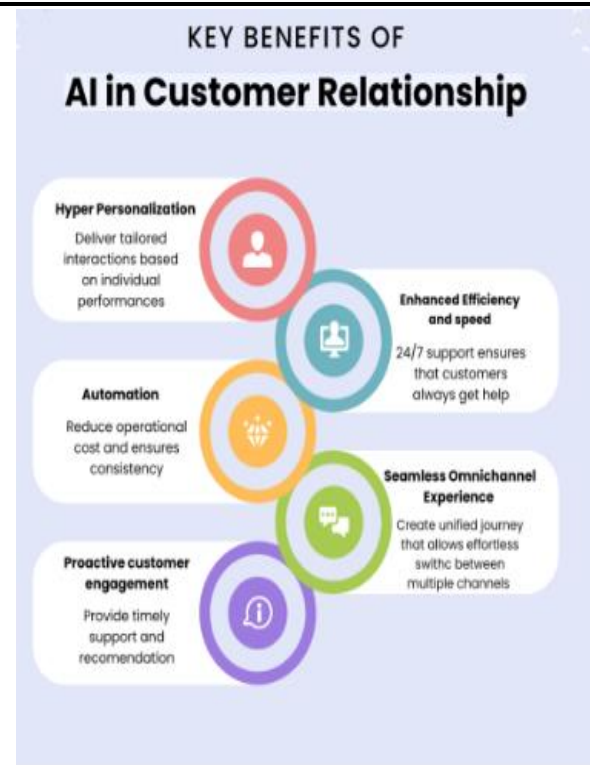 KEY BENEFITS OF
AI in Customer Relationship
Hyper Personalization
Deliver tailored
interactions based
on individual
performances
Enhanced Efficiency
and speed
24/7 support ensures
that customers
always get help
Automation
Reduce operational
cost and ensures
consistency
Seamless Omnichannel
Experience
Create unified journey
that allows effortless
swithc between
multiple channels
Proactive customer
engagement
Provide timely
support and
recomendation